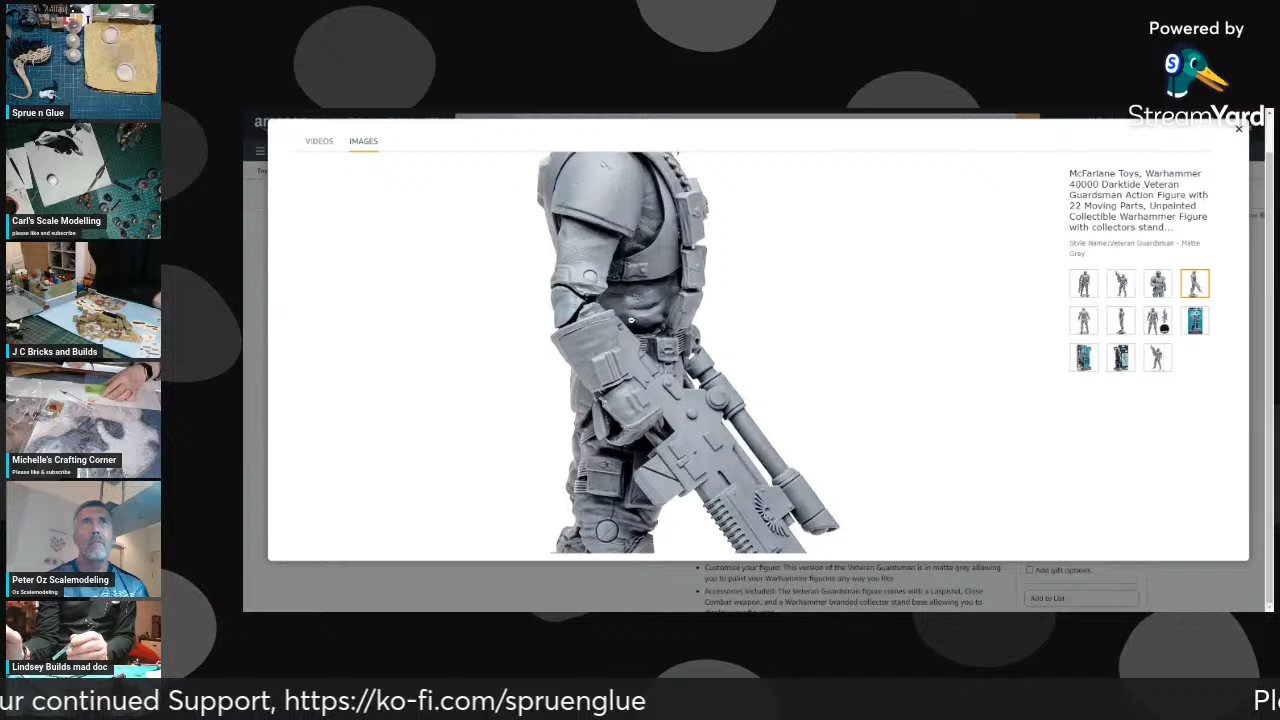 Sprue n Glue
Carl's Scale Modelling
please like and subscribe
J C Bricks and Builds
Michelle's Crafting Corner
Please like & subscribe
Peter Oz Scalemodeling
Oz Scalemodeling
Lindsey Builds mad doc
Powered by
StreamYard
VIDEOS IMAGES
McFarlane Toys, Warhammer
40000 Darktide Veteran
Guardsman Action Figure with
22 Moving Parts, Unpainted
Collectible Warhammer Figure
with collectors stand...
Style Name:Veteran Guardsman - Matte
Grey
Customise your figure: This version of the Veteran Guardsman is in matte grey allowing
you to paint your Warhammer figurine any way you like
Accessories Included: The Veteran Guardsman figure comes with a Laspistol, Close
Combat weapon, and a Warhammer branded collector stand base allowing you to
Add gift options
Add to List
ur continued Support, https://ko-fi.com/spruenglue
Pl